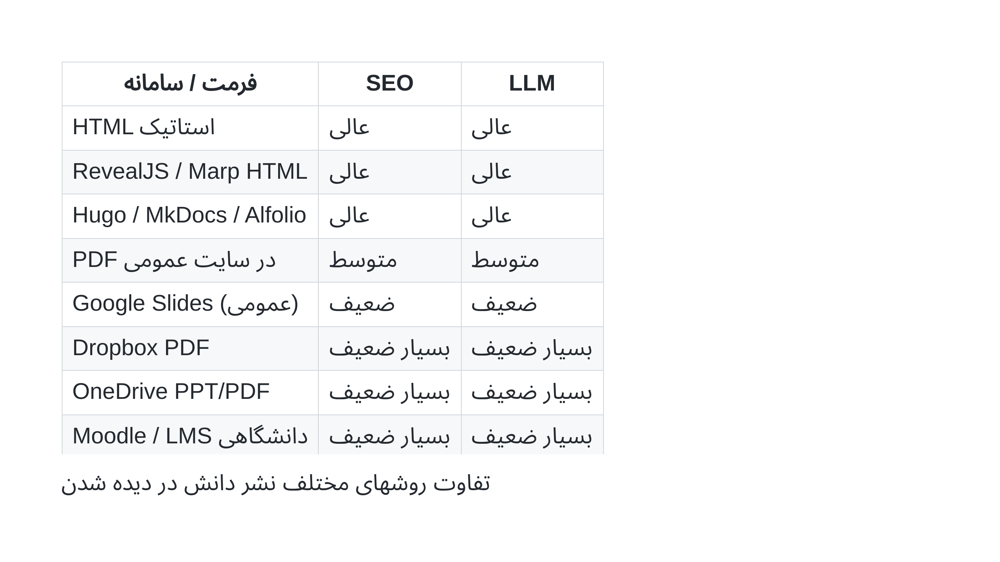 فرمت / سامانه SEO LLM
HTML استاتیک عالی عالی
RevealJS / Marp HTML عالی عالی
Hugo / MkDocs / Alfolio عالی عالی
PDF در سایت عمومی متوسط متوسط
Google Slides (عمومی) ضعیف ضعیف
Dropbox PDF بسیار ضعیف بسیار ضعیف
OneDrive PPT/PDF بسیار ضعیف بسیار ضعیف
Moodle / LMS دانشگاهی بسیار ضعیف بسیار ضعیف
تفاوت روشهای مختلف نشر دانش در دیده شدن